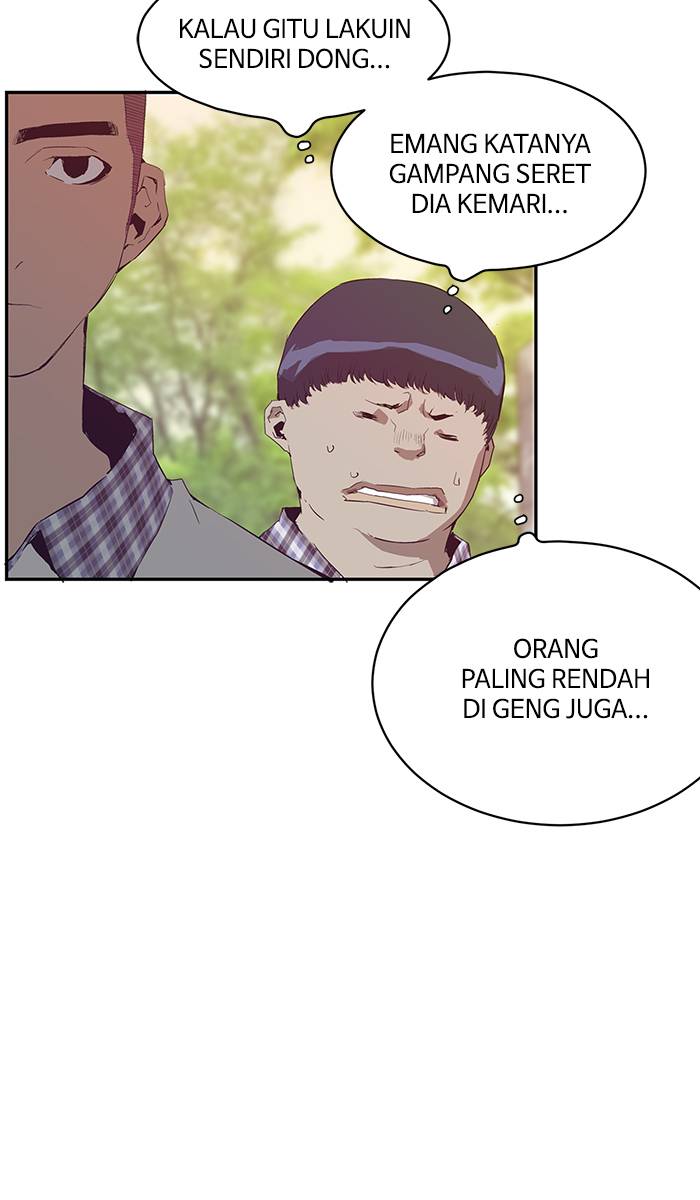 KALAU GITU LAKUIN
SENDIRI DONG...
EMANG KATANYA
GAMPANG SERET
DIA KEMARI...
ORANG
PALING RENDAH
DI GENG JUGA...